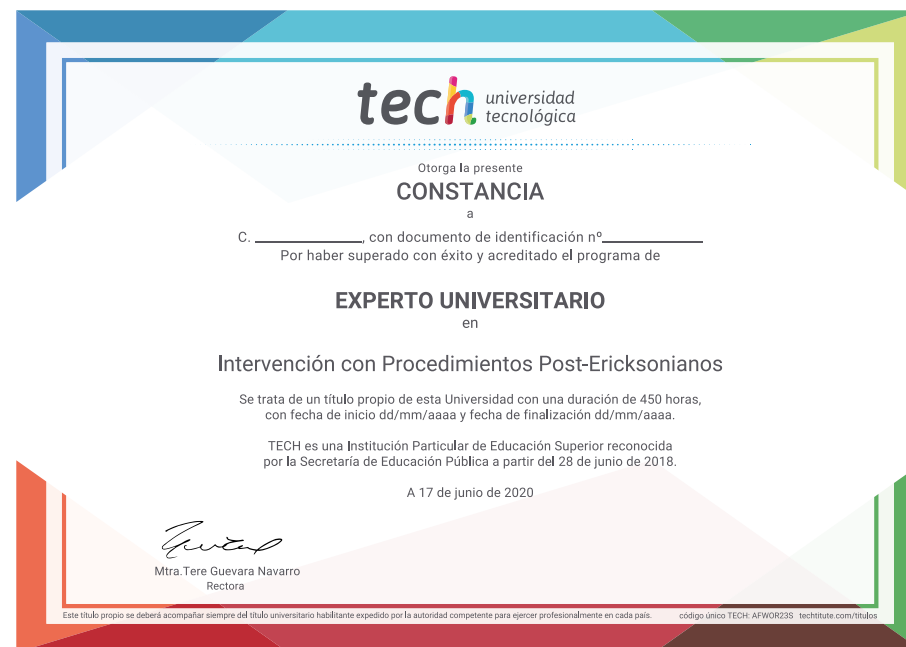 tech universidad
tecnológica
Otorga la presente
CONSTANCIA
a
C. ____________, con documento de identificación nº____________
Por haber superado con éxito y acreditado el programa de
EXPERTO UNIVERSITARIO
en
Intervención con Procedimientos Post-Ericksonianos
Se trata de un título propio de esta Universidad con una duración de 450 horas,
con fecha de inicio dd/mm/aaaa y fecha de finalización dd/mm/aaaa.
TECH es una Institución Particular de Educación Superior reconocida
por la Secretaría de Educación Pública a partir del 28 de junio de 2018.
A 17 de junio de 2020
Mtra.Tere Guevara Navarro
Rectora
Este título propio se deberá acompañar siempre del título universitario habilitante expedido por la autoridad competente para ejercer profesionalmente en cada país. código único TECH: AFWOR23S techtitute.com/titulos